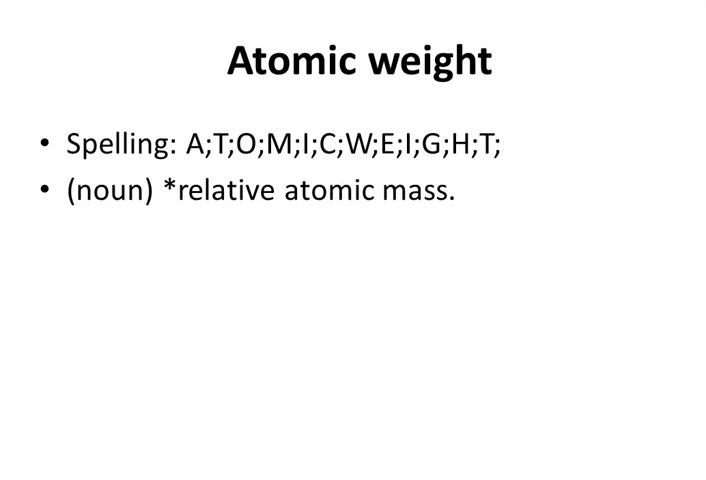 Atomic weight
• Spelling: A;T;O;M;I;C;W;E;I;G;H;T;
• (noun) *relative atomic mass.